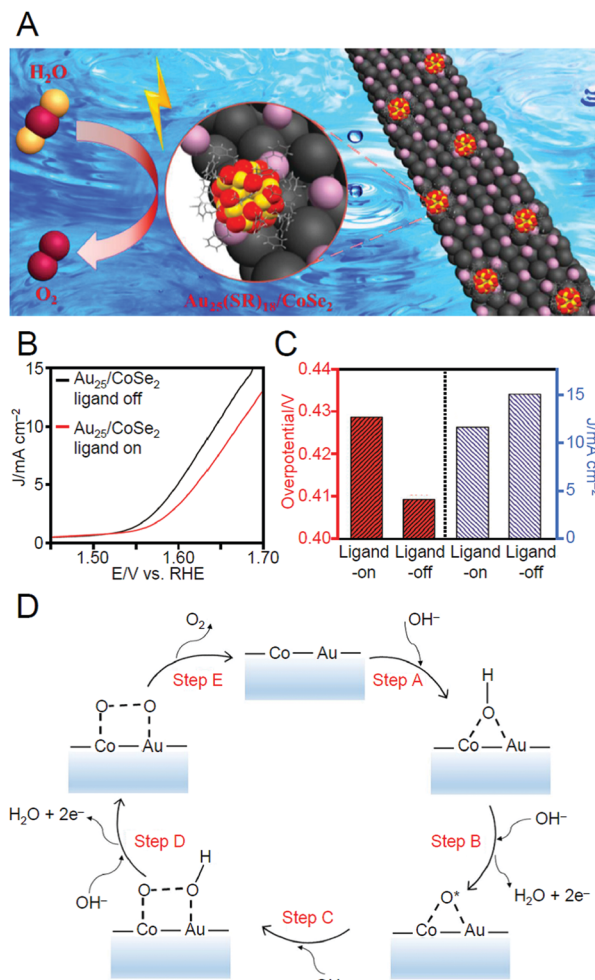 A
H₂O
O₂
Au₂₅(SR)₁₈/CoSe₂
B
J/mA cm⁻²
15
10
5
0
Au₂₅/CoSe₂
ligand off
Au₂₅/CoSe₂
ligand on
1.50
1.60
1.70
E/V vs. RHE
C
Overpotential/V
0.44
0.43
0.42
0.41
0.40
15
10
5
0
J/mA cm⁻²
Ligand
-on
Ligand
-off
Ligand
-on
Ligand
-off
D
O₂
Co
Au
OH⁻
Step E
Step A
H
O
Co
Au
O
O
Co
Au
H₂O + 2e⁻
Step D
OH⁻
Step B
OH⁻
H₂O + 2e⁻
H
O
O
Co
Au
Step C
O*
Co
Au